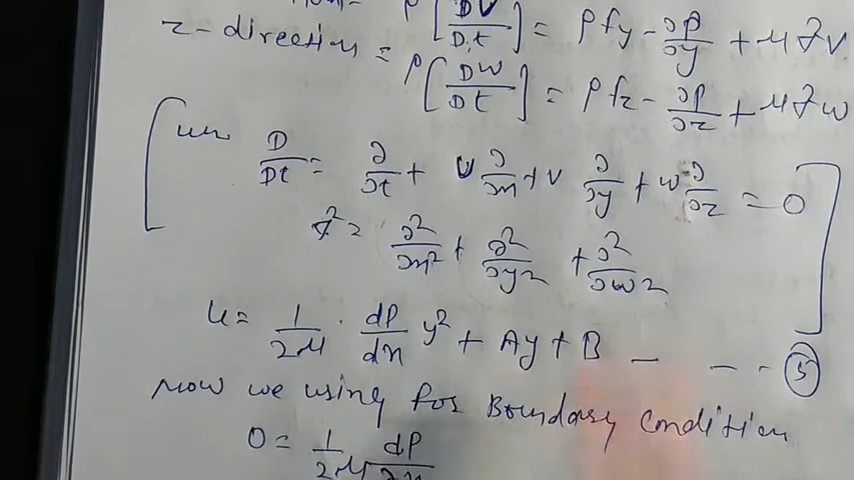 ρ[DV/Dt] = ρfy - ∂P/∂y + μ∇²v
z-direction = ρ[DW/Dt] = ρfz - ∂P/∂z + μ∇²w
D/Dt = ∂/∂t + U ∂/∂x + V ∂/∂y + w ∂/∂z = 0
∇² = ∂²/∂x² + ∂²/∂y² + ∂²/∂w²
u = 1/2μ · dP/dx y² + Ay + B — — - - ⑤
Now we using for Boundary Condition
0 = 1/2μ dP/dx